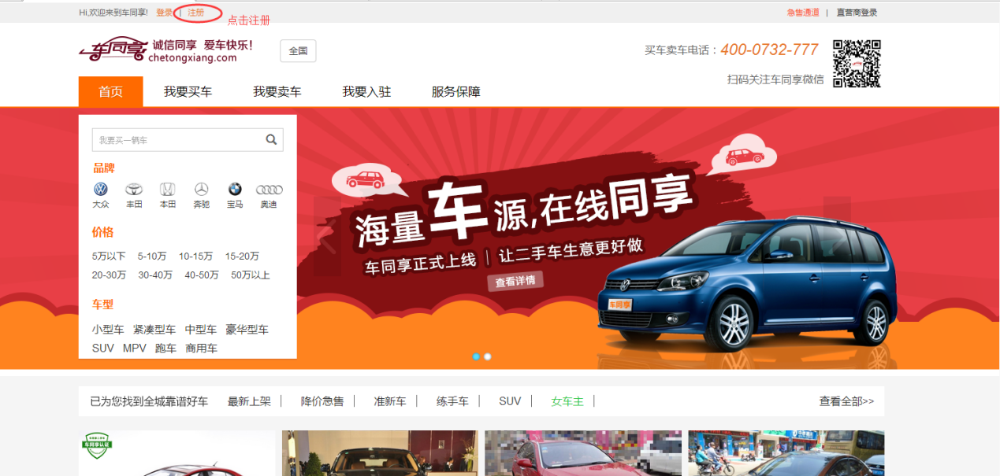 Hi,欢迎来到车同享! 登录 | 注册
点击注册
急售通道 | 直营商登录
车同享 诚信同享 爱车快乐!
chetongxiang.com
全国
买车卖车电话：400-0732-777
扫码关注车同享微信
首页 我要买车 我要卖车 我要入驻 服务保障
我要买一辆车
品牌
大众 丰田 本田 奔驰 宝马 奥迪
价格
5万以下 5-10万 10-15万 15-20万
20-30万 30-40万 40-50万 50万以上
车型
小型车 紧凑型车 中型车 豪华型车
SUV MPV 跑车 商用车
海量车源,在线同享
车同享正式上线 | 让二手车生意更好做
查看详情
车同享
已为您找到全城靠谱好车 最新上架 | 降价急售 | 准新车 | 练手车 | SUV | 女车主 |
查看全部>>
车同享认证